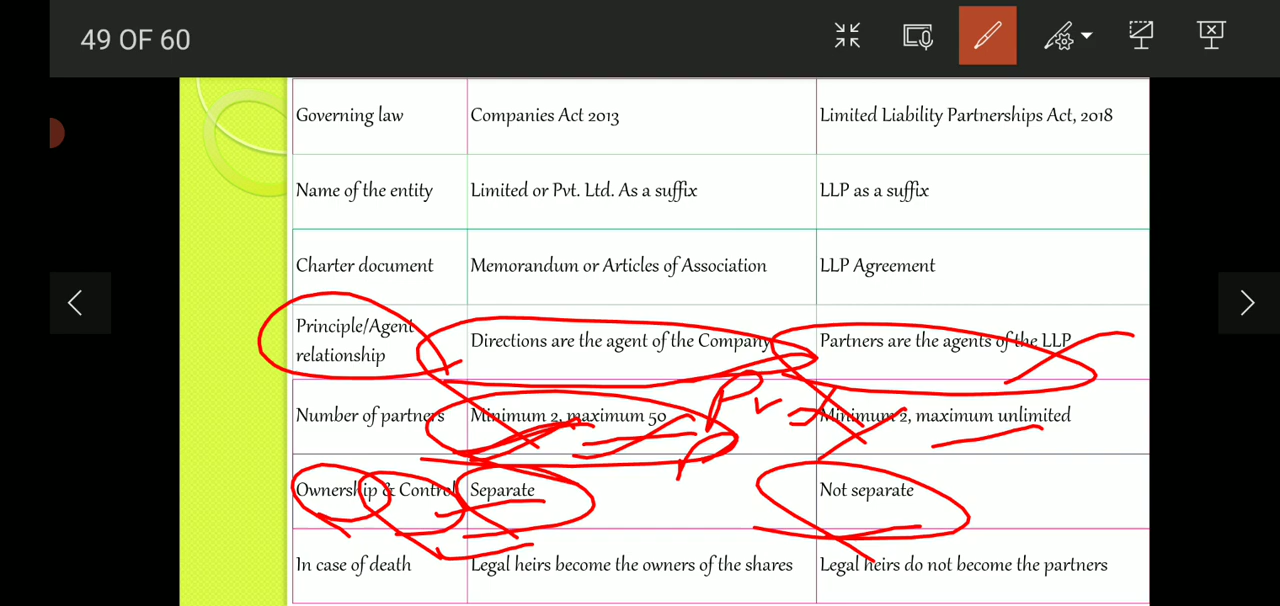 49 OF 60
Governing law Companies Act 2013 Limited Liability Partnerships Act, 2018
Name of the entity Limited or Pvt. Ltd. As a suffix LLP as a suffix
Charter document Memorandum or Articles of Association LLP Agreement
Principle/Agent
relationship Directions are the agent of the Company Partners are the agents of the LLP
Number of partners Minimum 2, maximum 50 Minimum 2, maximum unlimited
Ownership & Control Separate Not separate
In case of death Legal heirs become the owners of the shares Legal heirs do not become the partners